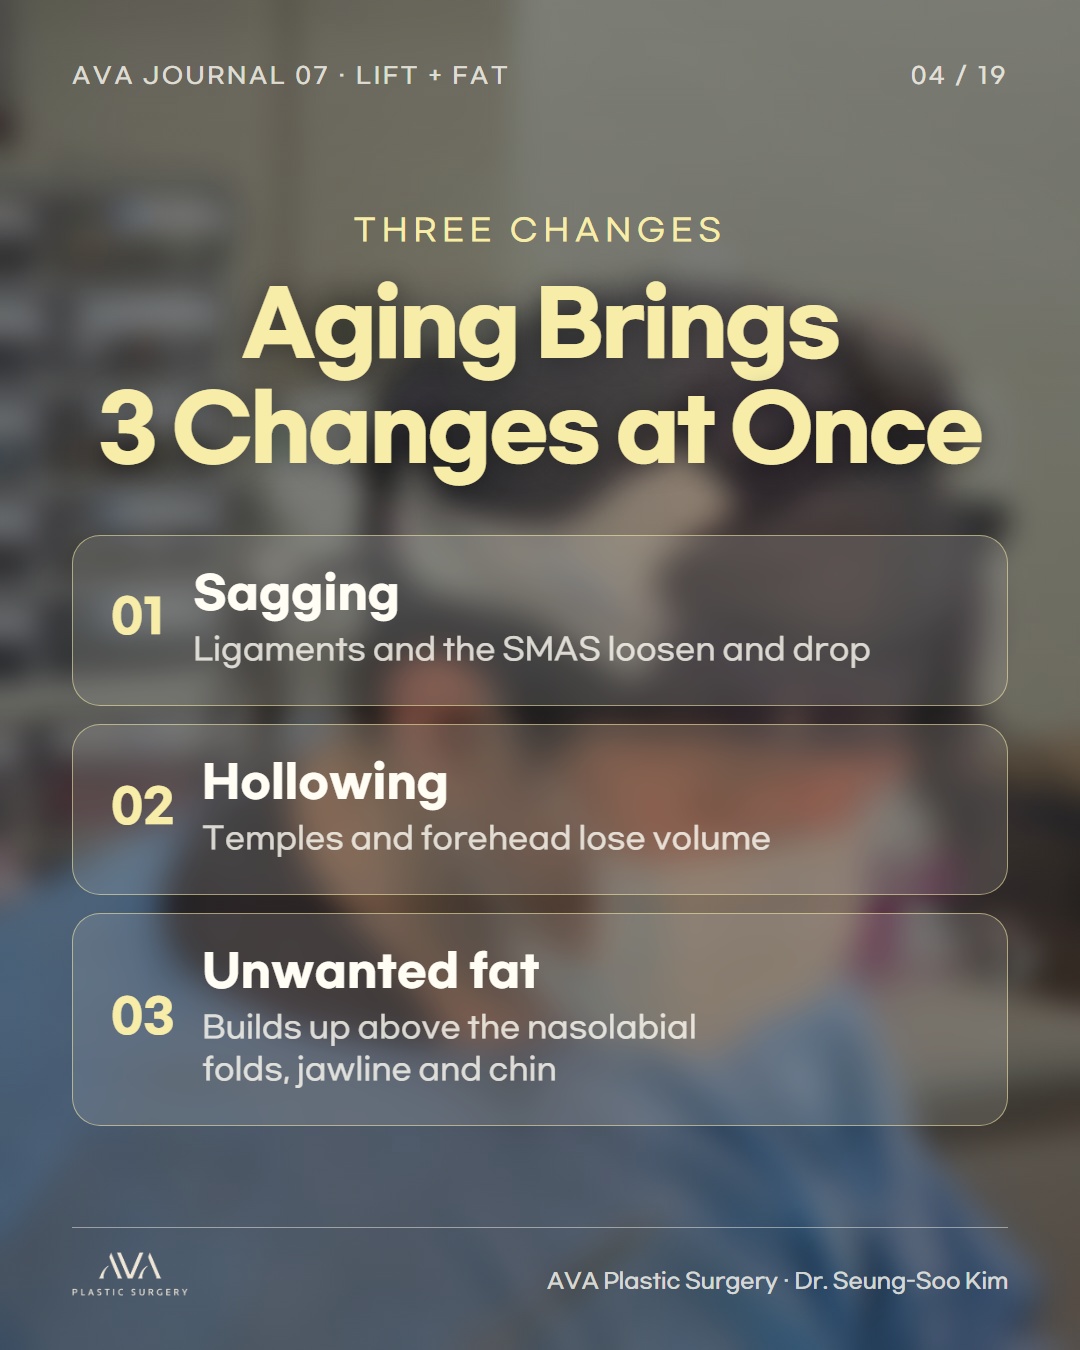 AVA JOURNAL 07 · LIFT + FAT
04 / 19
THREE CHANGES
Aging Brings
3 Changes at Once
01
Sagging
Ligaments and the SMAS loosen and drop
02
Hollowing
Temples and forehead lose volume
03
Unwanted fat
Builds up above the nasolabial
folds, jawline and chin
AVA
PLASTIC SURGERY
AVA Plastic Surgery · Dr. Seung-Soo Kim